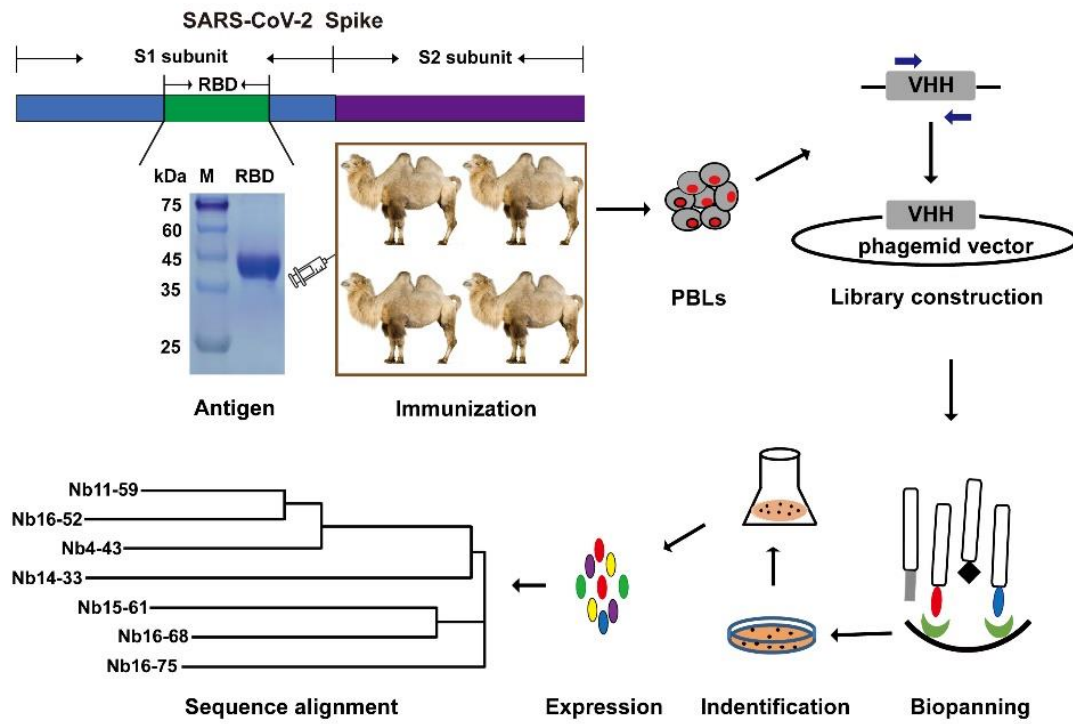 SARS-CoV-2 Spike
S1 subunit
S2 subunit
RBD
kDa M RBD
75
60
45
35
25
Antigen
Immunization
PBLs
VHH
VHH
phagemid vector
Library construction
Nb11-59
Nb16-52
Nb4-43
Nb14-33
Nb15-61
Nb16-68
Nb16-75
Sequence alignment
Expression
Indentification
Biopanning